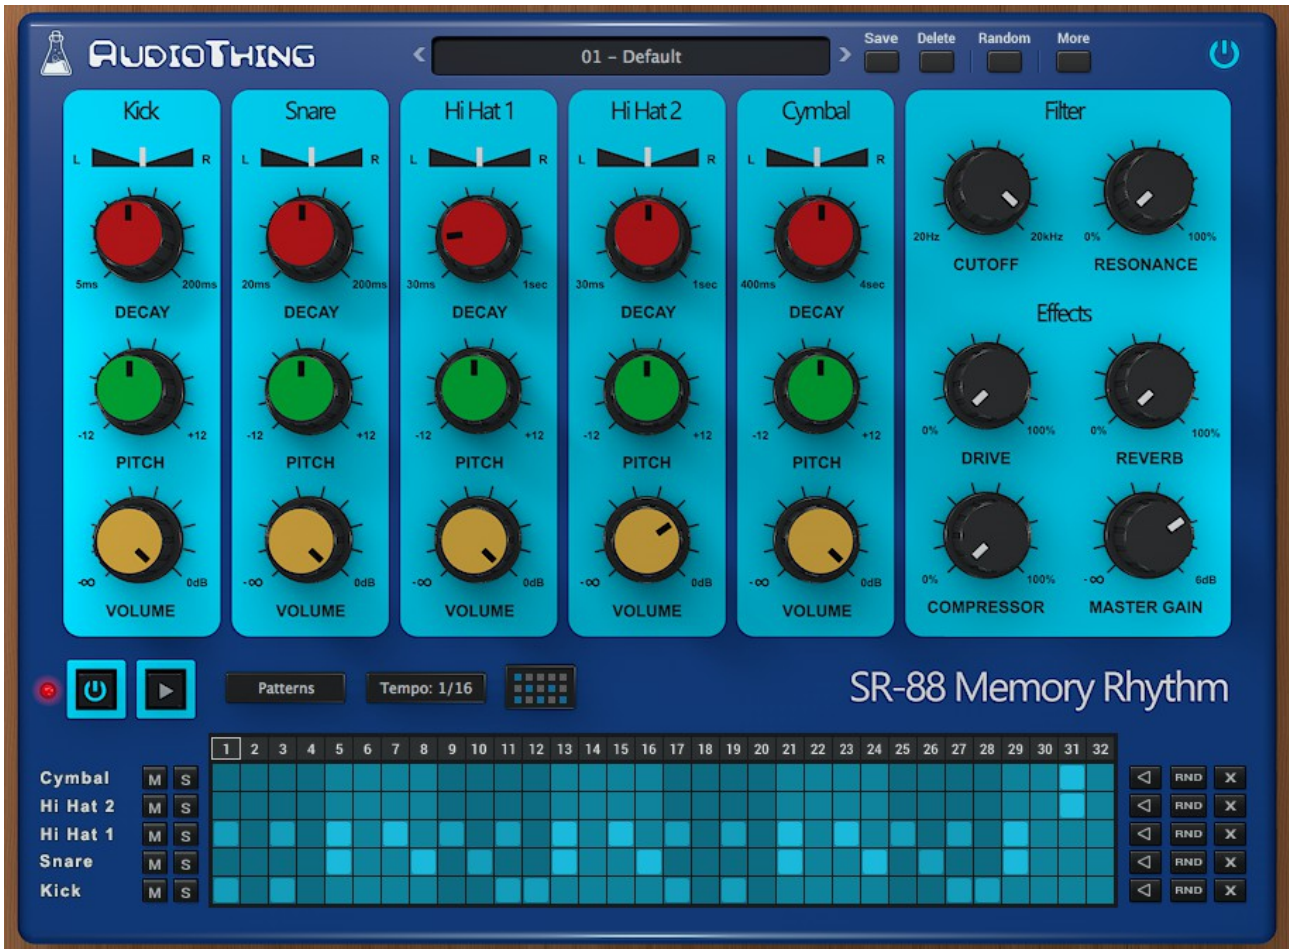 AUDIOTHING
01 – Default
Save Delete Random More
Kick Snare Hi Hat 1 Hi Hat 2 Cymbal Filter
L R L R L R L R L R
20Hz 20kHz 0% 100%
CUTOFF RESONANCE
5ms 200ms 20ms 200ms 30ms 1sec 30ms 1sec 400ms 4sec
DECAY DECAY DECAY DECAY DECAY Effects
-12 +12 -12 +12 -12 +12 -12 +12 -12 +12 0% 100% 0% 100%
PITCH PITCH PITCH PITCH PITCH DRIVE REVERB
-∞ 0dB -∞ 0dB -∞ 0dB -∞ 0dB -∞ 0dB 0% 100% -∞ 6dB
VOLUME VOLUME VOLUME VOLUME VOLUME COMPRESSOR MASTER GAIN
Patterns Tempo: 1/16 SR-88 Memory Rhythm
1 2 3 4 5 6 7 8 9 10 11 12 13 14 15 16 17 18 19 20 21 22 23 24 25 26 27 28 29 30 31 32
Cymbal M S RND X
Hi Hat 2 M S RND X
Hi Hat 1 M S RND X
Snare M S RND X
Kick M S RND X